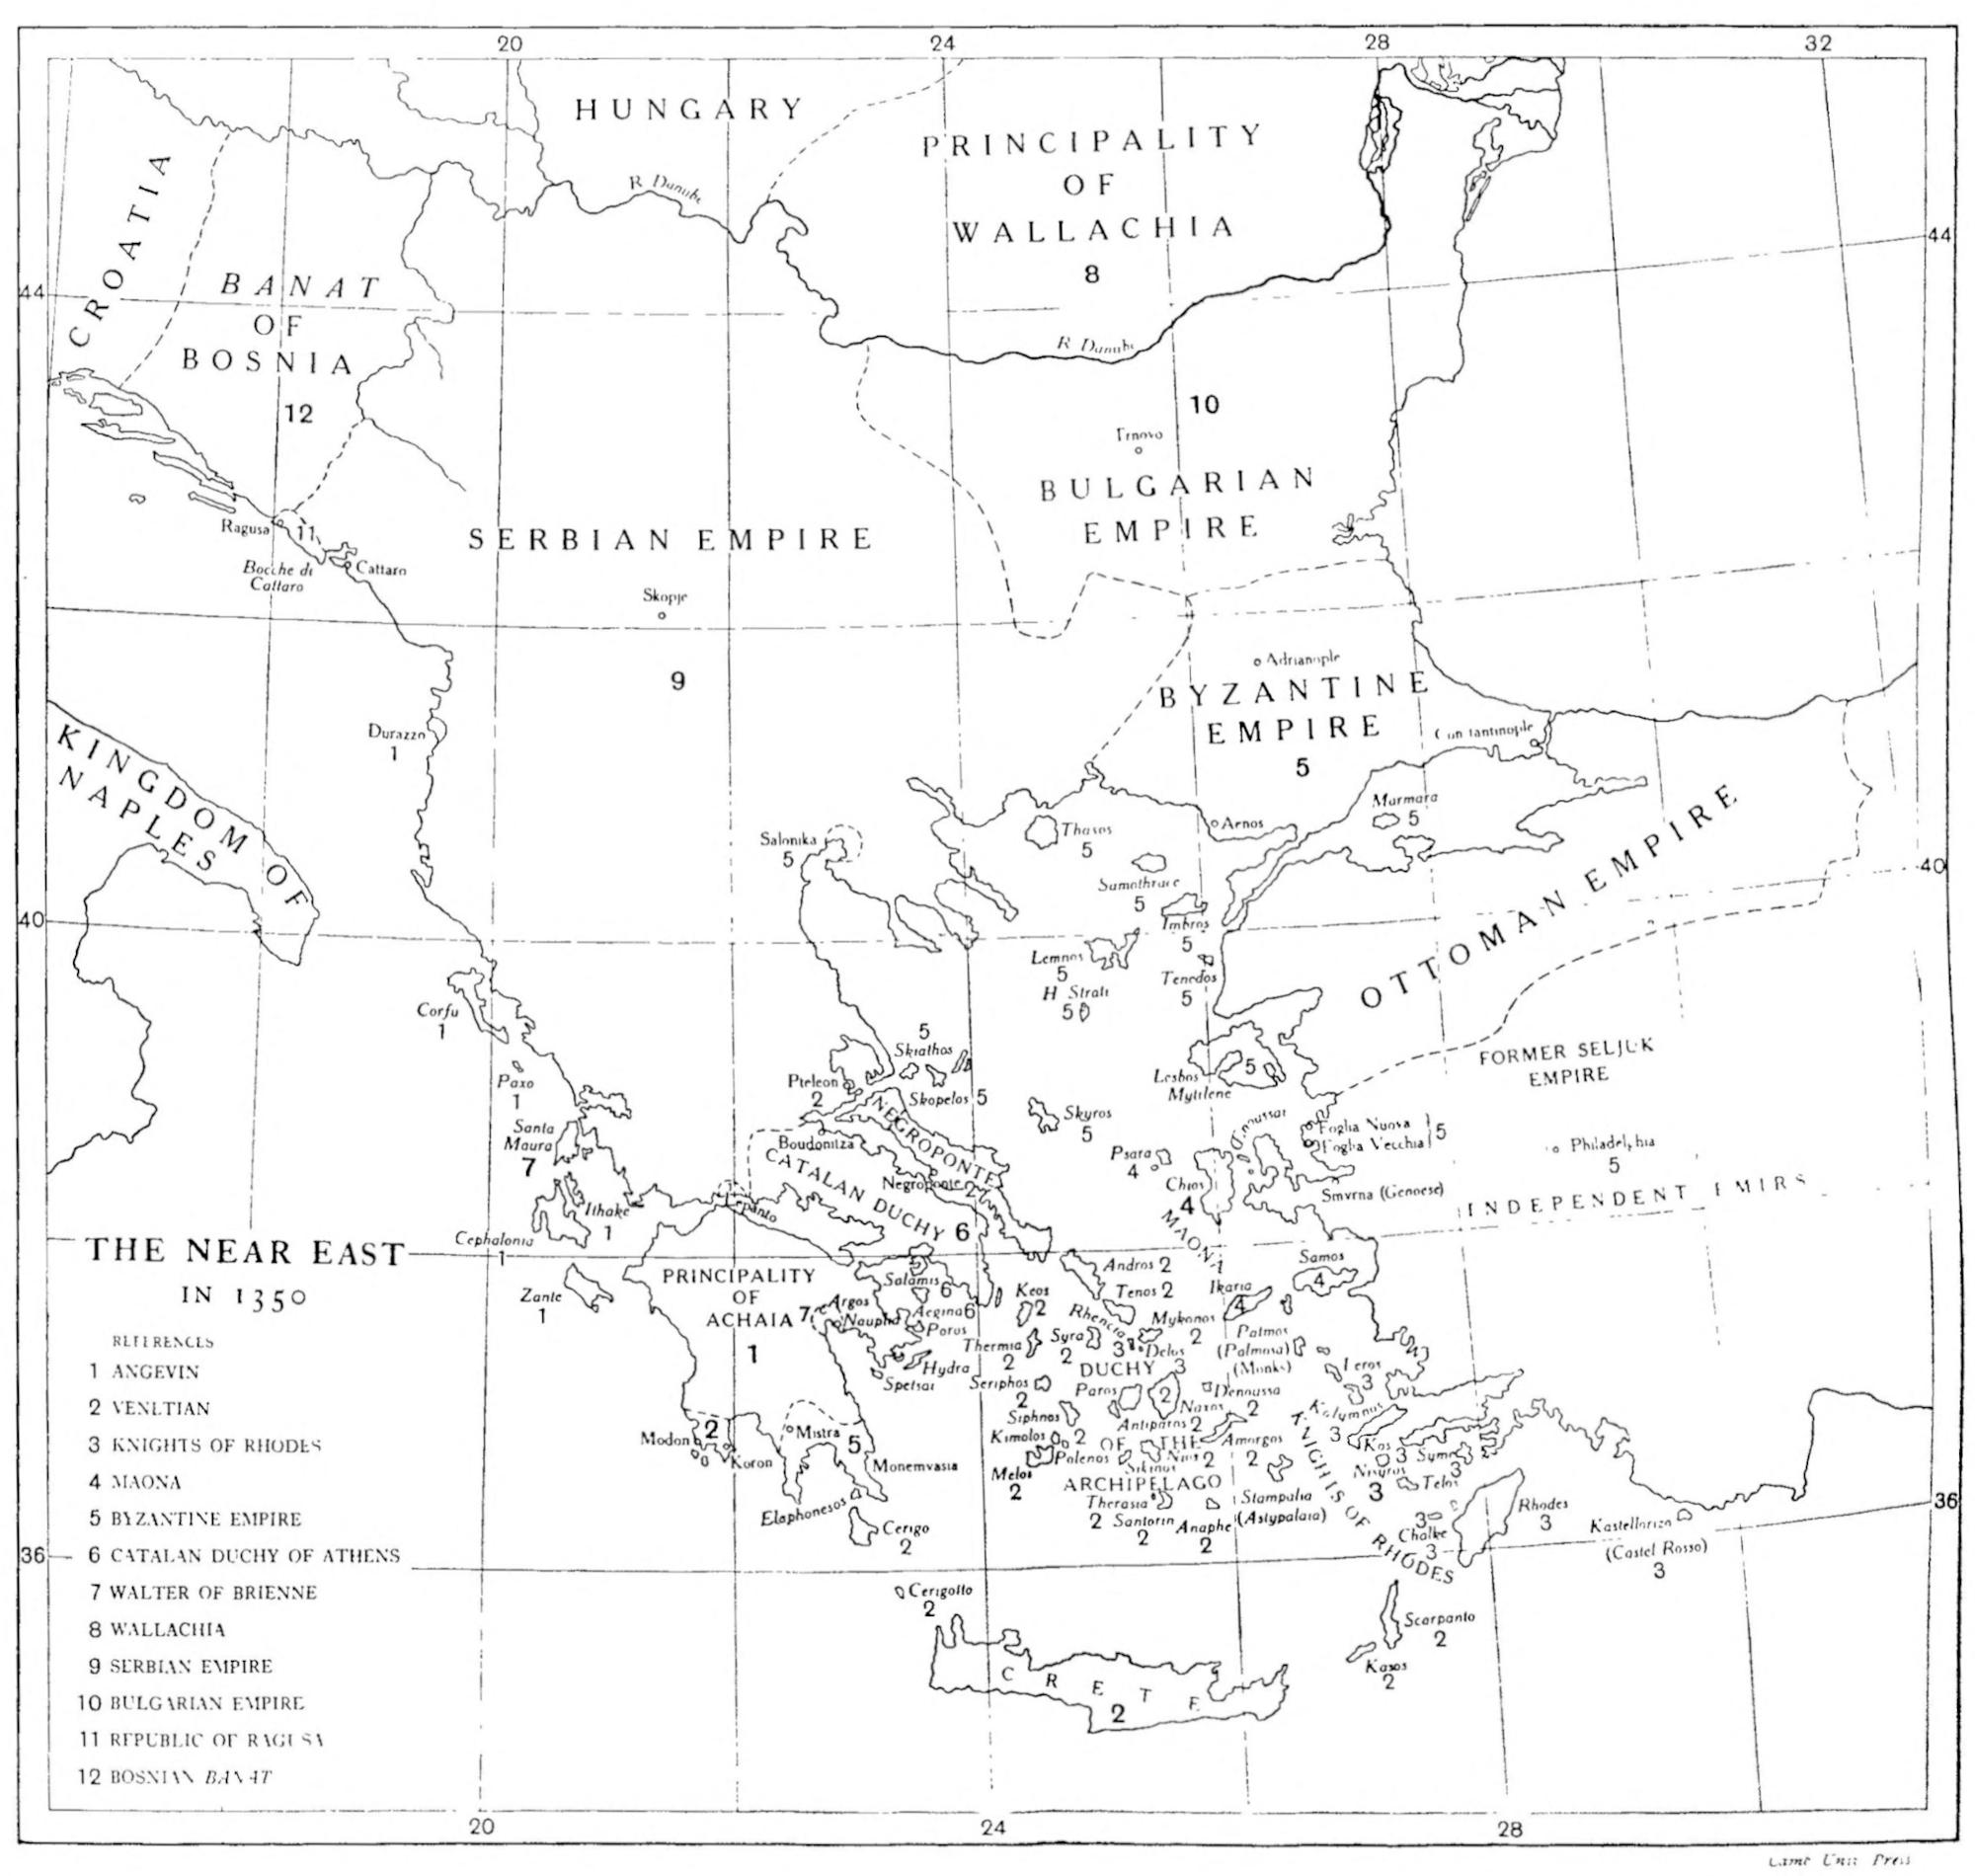 20
24
28
32
HUNGARY
PRINCIPALITY
OF
WALLACHIA
8
R. Danube
CROATIA
44
44
BANAT
OF
BOSNIA
12
R. Danube
10
Trnovo
BULGARIAN
EMPIRE
Ragusa
11
Bocche di
Cattaro
Cattaro
SERBIAN EMPIRE
Skopje
9
Adrianople
BYZANTINE
EMPIRE
5
Constantinople
KINGDOM OF
NAPLES
Durazzo
1
Marmara
5
Salonika
5
Thasos
5
Aenos
Samothrace
5
Imbros
5
OTTOMAN EMPIRE
40
40
Lemnos
5
Tenedos
5
H Strati
5
Corfu
1
5
Skiathos
Skopelos 5
Pteleon
2
Lesbos
Mytilene
5
FORMER SELJUK
EMPIRE
Paxo
1
Santa
Maura
7
Skyros
5
NEGROPONTE
Boudonitza
CATALAN DUCHY
6
Negroponte
Psara
4
Chios
4
MAONA
Foglia Nuova
Foglia Vecchia
5
Philadelphia
5
Smyrna (Genoese)
INDEPENDENT EMIRS
Ithake
1
Cephalonia
1
THE NEAR EAST
IN 1350
Zante
1
PRINCIPALITY
OF
ACHAIA
1
7
Argos
Nauplia
Salamis
6
Aegina 6
Poros
Hydra
Spetsai
Keos
2
Andros 2
Tenos 2
Ikaria
4
Samos
4
Thermia
2
Syra
2
Rheneia
3
Mykonos
2
Delos
3
Patmos
(Palmosa)
(Monks)
Leros
3
DUCHY
Seriphos
2
Paros
2
Naxos
Denoussa
2
Siphnos
Antiparos 2
Kalymnos
3
Kimolos
2
OF THE
Amorgos
2
Kos
3
Syme
3
Melos
2
Polenos
Sikinos
Nios 2
Nisyros
3
Telos
KNIGHTS OF RHODES
ARCHIPELAGO
Therasia
2
Santorin
2
Anaphe
2
Stampalia
(Astypalaia)
3
Chalke
3
Rhodes
3
Kastellorizo
(Castel Rosso)
3
Modon
2
Koron
Mistra
5
Monemvasia
Elaphonesos
Cerigo
2
36
36
Cerigotto
2
Scarpanto
2
Kasos
2
CRETE
2
REFERENCES
1 ANGEVIN
2 VENETIAN
3 KNIGHTS OF RHODES
4 MAONA
5 BYZANTINE EMPIRE
6 CATALAN DUCHY OF ATHENS
7 WALTER OF BRIENNE
8 WALLACHIA
9 SERBIAN EMPIRE
10 BULGARIAN EMPIRE
11 REPUBLIC OF RAGUSA
12 BOSNIAN BANAT
20
24
28
Camb Univ Press